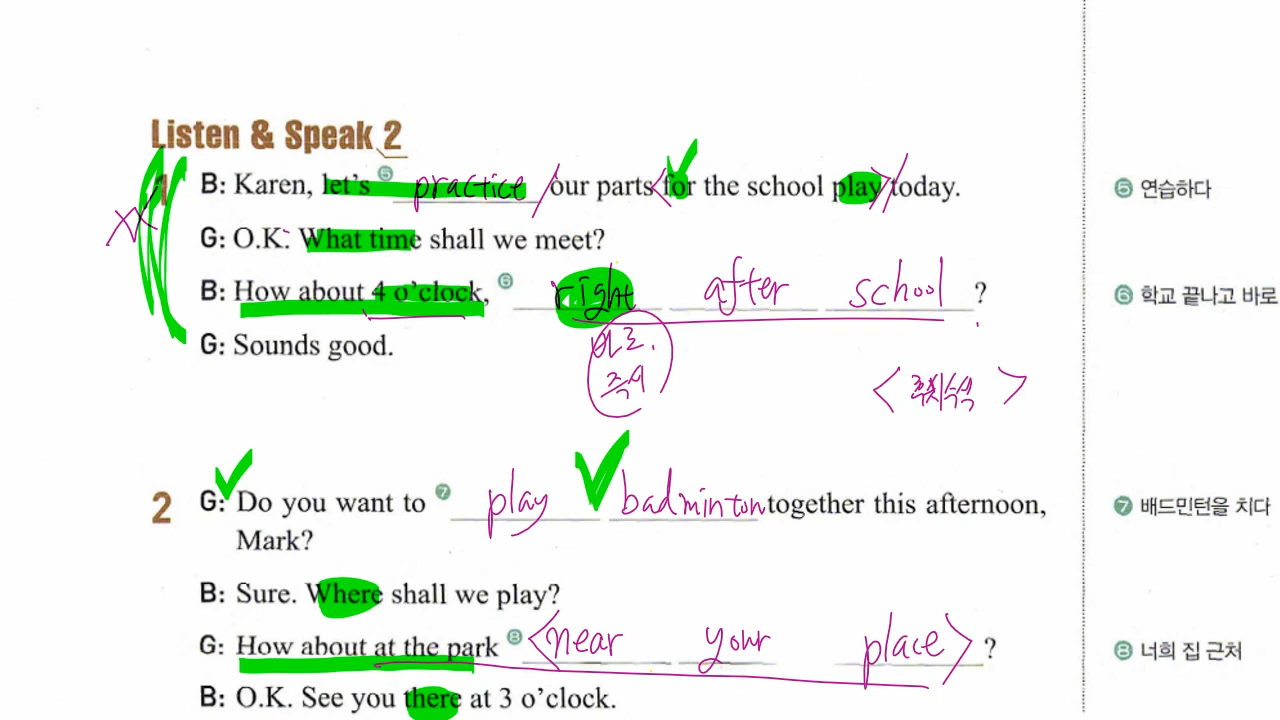 Listen & Speak 2
1 B: Karen, let's ⑤ practice our parts for the school play today. ⑤ 연습하다
G: O.K. What time shall we meet?
B: How about 4 o'clock, ⑥ right after school ? ⑥ 학교 끝나고 바로
G: Sounds good. 바로.
즉시
2 G: Do you want to ⑦ play badminton together this afternoon, ⑦ 배드민턴을 치다
Mark?
B: Sure. Where shall we play?
G: How about at the park ⑧ <near your place> ? ⑧ 너희 집 근처
B: O.K. See you there at 3 o'clock.